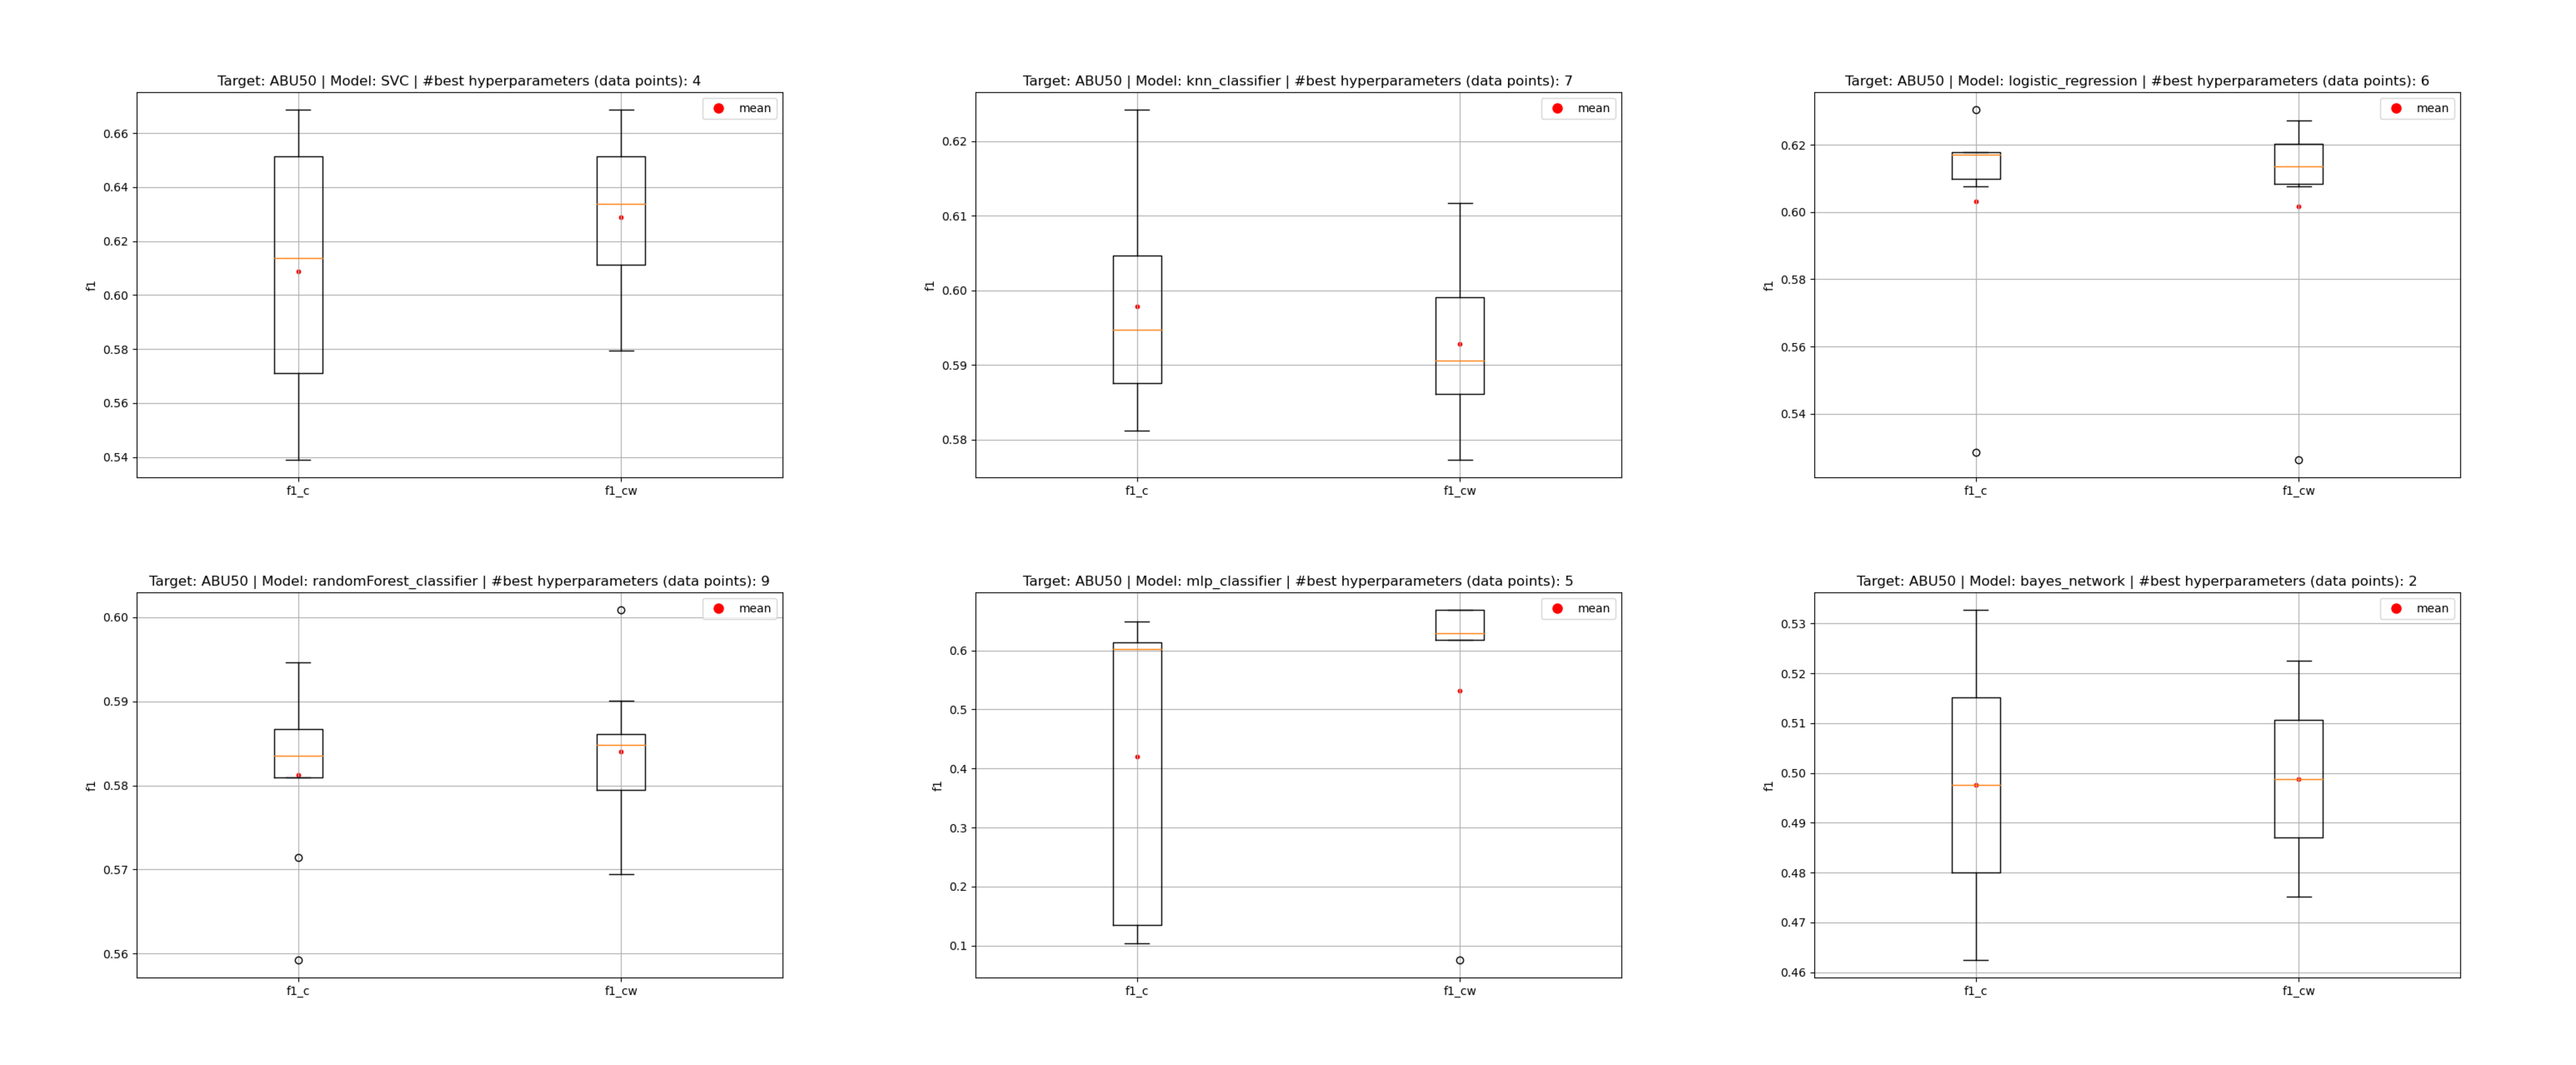 Target: ABU50 | Model: SVC | #best hyperparameters (data points): 4
mean
0.66
0.64
0.62
0.60
0.58
0.56
0.54
f1
f1_c
f1_cw
Target: ABU50 | Model: knn_classifier | #best hyperparameters (data points): 7
mean
0.62
0.61
0.60
0.59
0.58
f1
f1_c
f1_cw
Target: ABU50 | Model: logistic_regression | #best hyperparameters (data points): 6
mean
0.62
0.60
0.58
0.56
0.54
f1
f1_c
f1_cw
Target: ABU50 | Model: randomForest_classifier | #best hyperparameters (data points): 9
mean
0.60
0.59
0.58
0.57
0.56
f1
f1_c
f1_cw
Target: ABU50 | Model: mlp_classifier | #best hyperparameters (data points): 5
mean
0.6
0.5
0.4
0.3
0.2
0.1
f1
f1_c
f1_cw
Target: ABU50 | Model: bayes_network | #best hyperparameters (data points): 2
mean
0.53
0.52
0.51
0.50
0.49
0.48
0.47
0.46
f1
f1_c
f1_cw